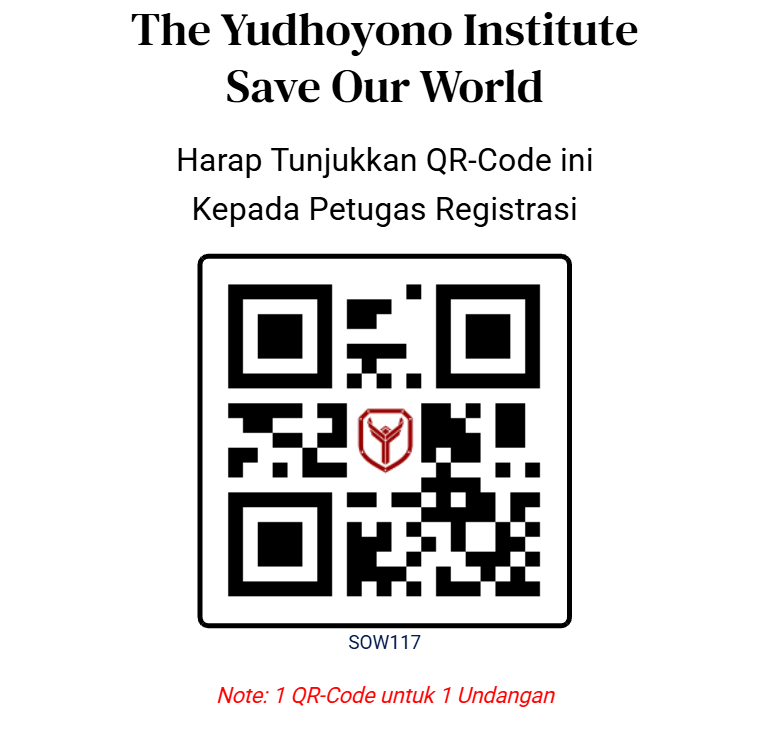 The Yudhoyono Institute
Save Our World
Harap Tunjukkan QR-Code ini
Kepada Petugas Registrasi
SOW117
Note: 1 QR-Code untuk 1 Undangan